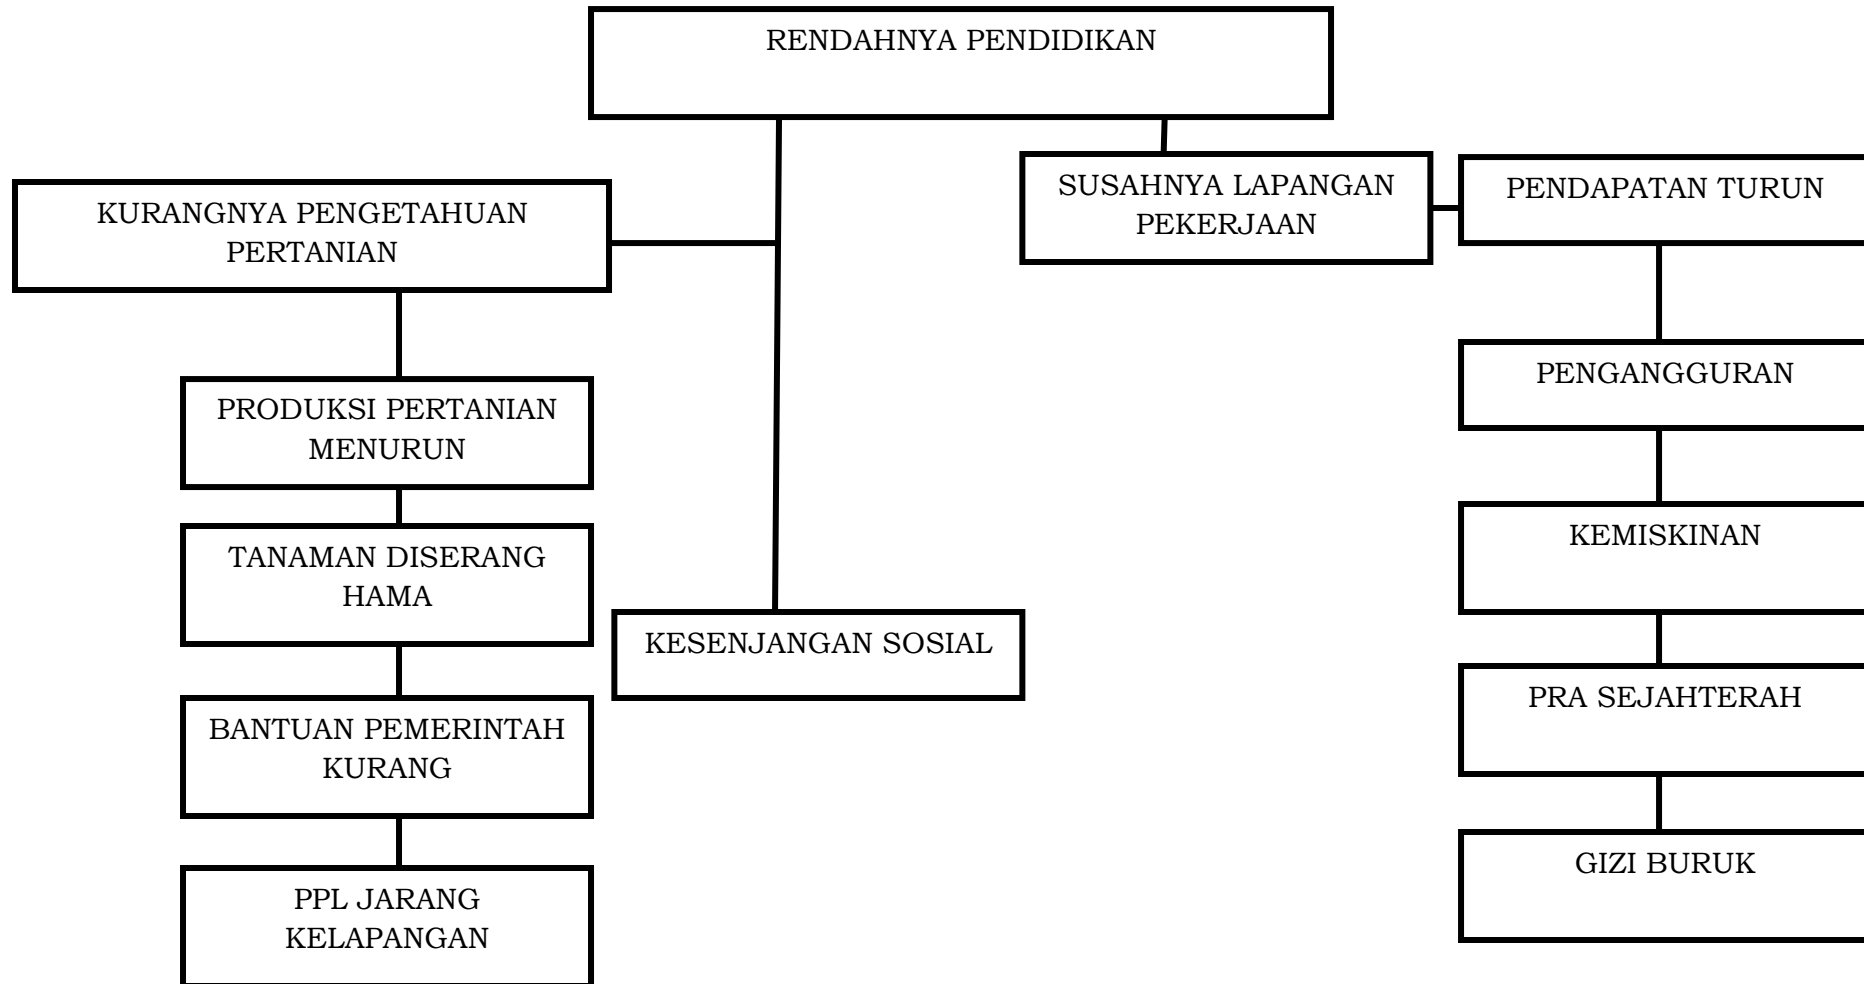 RENDAHNYA PENDIDIKAN
KURANGNYA PENGETAHUAN
PERTANIAN
SUSAHNYA LAPANGAN
PEKERJAAN
PENDAPATAN TURUN
PENGANGGURAN
PRODUKSI PERTANIAN
MENURUN
TANAMAN DISERANG
HAMA
KESENJANGAN SOSIAL
KEMISKINAN
BANTUAN PEMERINTAH
KURANG
PRA SEJAHTERAH
PPL JARANG
KELAPANGAN
GIZI BURUK